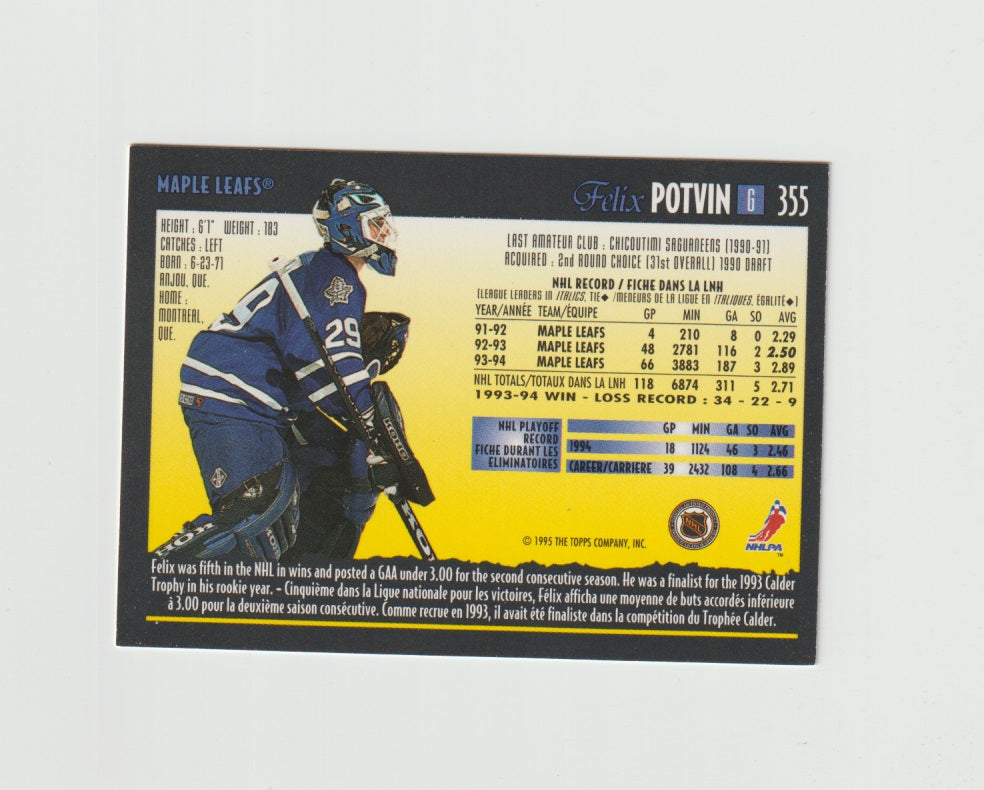 MAPLE LEAFS®
Felix POTVIN G 355
HEIGHT : 6'1" WEIGHT : 183
CATCHES : LEFT
BORN : 6-23-71
ANJOU, QUE.
HOME :
MONTREAL,
QUE.
LAST AMATEUR CLUB : CHICOUTIMI SAGUANEENS (1990-91)
ACQUIRED : 2nd ROUND CHOICE (31st OVERALL) 1990 DRAFT
NHL RECORD / FICHE DANS LA LNH
(LEAGUE LEADERS IN ITALICS, TIE◆ /MENEURS DE LA LIGUE EN ITALIQUES, ÉGALITÉ◆)
YEAR/ANNÉE TEAM/ÉQUIPE GP MIN GA SO AVG
91-92 MAPLE LEAFS 4 210 8 0 2.29
92-93 MAPLE LEAFS 48 2781 116 2 2.50
93-94 MAPLE LEAFS 66 3883 187 3 2.89
NHL TOTALS/TOTAUX DANS LA LNH 118 6874 311 5 2.71
1993-94 WIN - LOSS RECORD : 34 - 22 - 9
NHL PLAYOFF
RECORD
FICHE DURANT LES
ELIMINATOIRES
GP MIN GA SO AVG
1994 18 1124 46 3 2.46
CAREER/CARRIERE 39 2432 108 4 2.66
29
KOHO
KOHO
KO
NHL
NHLPA™
© 1995 THE TOPPS COMPANY, INC.
Felix was fifth in the NHL in wins and posted a GAA under 3.00 for the second consecutive season. He was a finalist for the 1993 Calder
Trophy in his rookie year. - Cinquième dans la Ligue nationale pour les victoires, Félix afficha une moyenne de buts accordés inférieure
à 3.00 pour la deuxième saison consécutive. Comme recrue en 1993, il avait été finaliste dans la compétition du Trophée Calder.